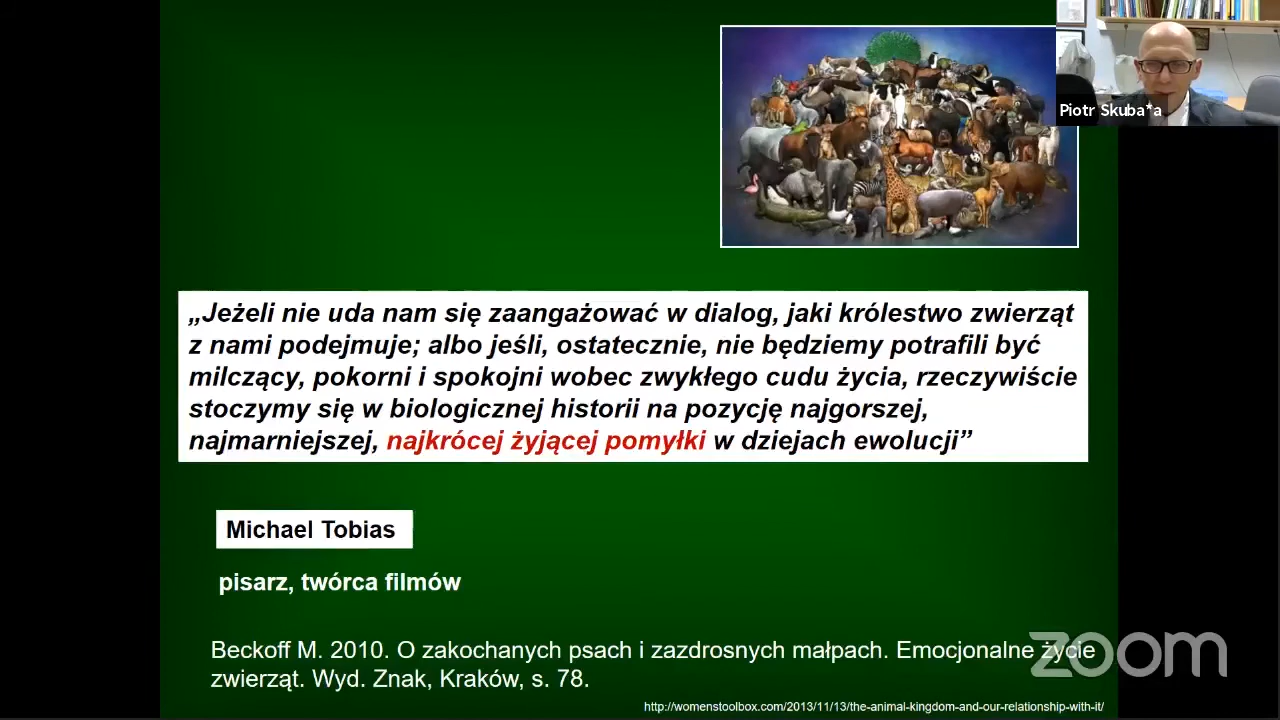 Piotr Skuba*a
„Jeżeli nie uda nam się zaangażować w dialog, jaki królestwo zwierząt
z nami podejmuje; albo jeśli, ostatecznie, nie będziemy potrafili być
milczący, pokorni i spokojni wobec zwykłego cudu życia, rzeczywiście
stoczymy się w biologicznej historii na pozycję najgorszej,
najmarniejszej, najkrócej żyjącej pomyłki w dziejach ewolucji”
Michael Tobias
pisarz, twórca filmów
Beckoff M. 2010. O zakochanych psach i zazdrosnych małpach. Emocjonalne życie
zwierząt. Wyd. Znak, Kraków, s. 78.
zoom
http://womenstoolbox.com/2013/11/13/the-animal-kingdom-and-our-relationship-with-it/